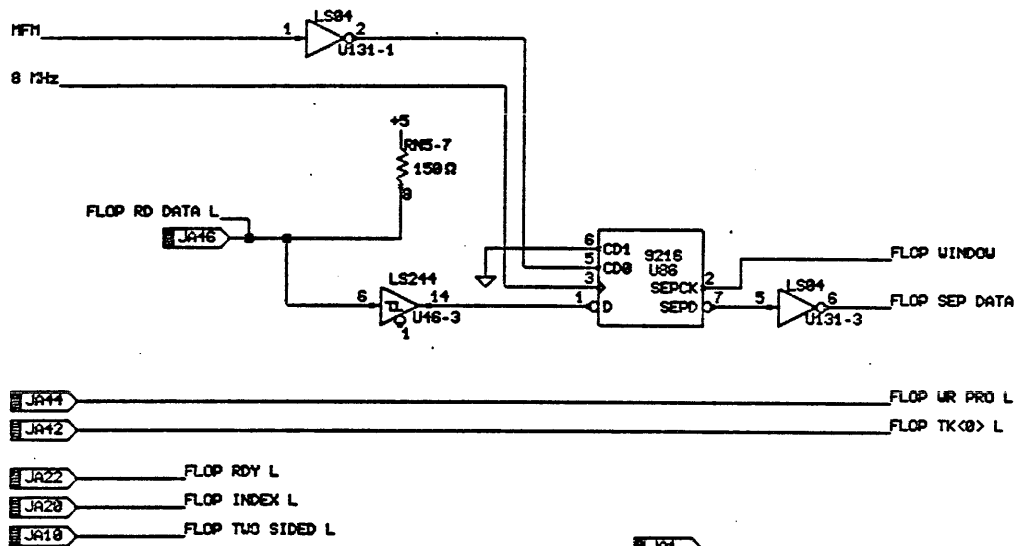 LS04
MFM
1
2
U131-1
8 MHz
+5
RN5-7
150Ω
8
FLOP RD DATA L
JA46
LS244
6
14
1
U46-3
6
CD1
5
CD0
3
1
D
9216
U86
SEPCK
2
SEPD
7
FLOP WINDOW
LS04
5
6
U131-3
FLOP SEP DATA
JA44
FLOP WR PRO L
JA42
FLOP TK<0> L
JA22
FLOP RDY L
JA20
FLOP INDEX L
JA10
FLOP TWO SIDED L